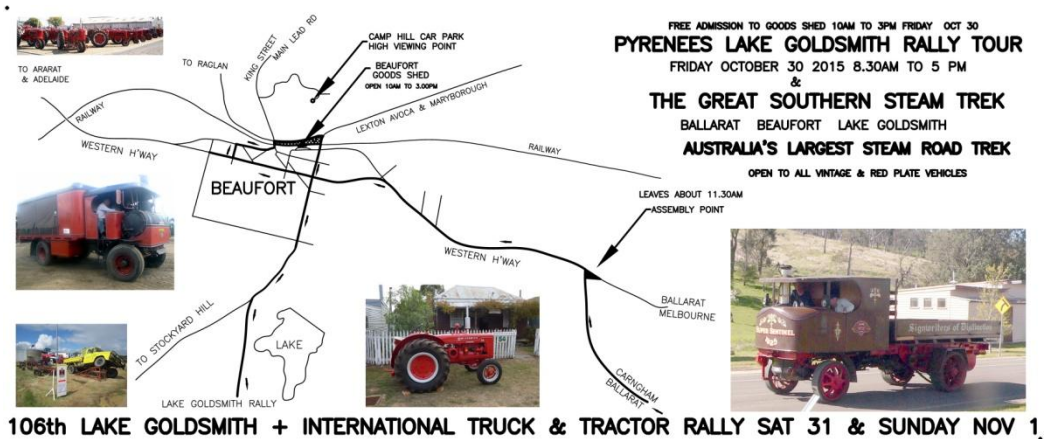 FREE ADMISSION TO GOODS SHED 10AM TO 3PM FRIDAY OCT 30
PYRENEES LAKE GOLDSMITH RALLY TOUR
FRIDAY OCTOBER 30 2015 8.30AM TO 5 PM
&
THE GREAT SOUTHERN STEAM TREK
BALLARAT BEAUFORT LAKE GOLDSMITH
AUSTRALIA'S LARGEST STEAM ROAD TREK
OPEN TO ALL VINTAGE & RED PLATE VEHICLES
TO ARARAT
& ADELAIDE
TO RAGLAN
KING STREET
MAIN LEAD RD
CAMP HILL CAR PARK
HIGH VIEWING POINT
BEAUFORT
GOODS SHED
OPEN 10AM TO 3.00PM
RAILWAY
LEXTON AVOCA & MARYBOROUGH
WESTERN H'WAY
RAILWAY
BEAUFORT
LEAVES ABOUT 11.30AM
ASSEMBLY POINT
WESTERN H'WAY
BALLARAT
MELBOURNE
TO STOCKYARD HILL
LAKE
CARNGHAM
BALLARAT
LAKE GOLDSMITH RALLY
SUPER-SENTINEL
Signwriters of Distinction
106th LAKE GOLDSMITH + INTERNATIONAL TRUCK & TRACTOR RALLY SAT 31 & SUNDAY NOV 1.